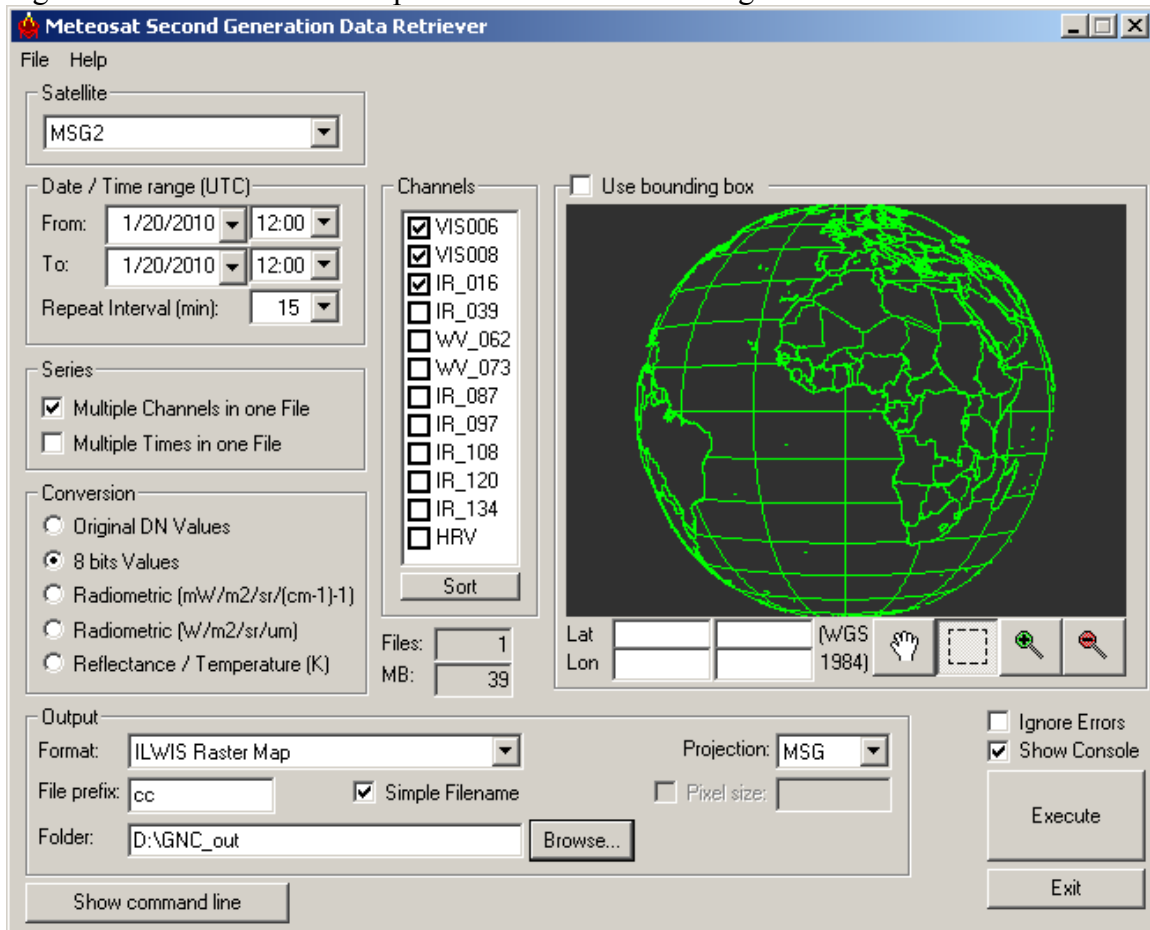 Meteosat Second Generation Data Retriever
File Help
Satellite
MSG2
Date / Time range (UTC)
From: 1/20/2010 12:00
To: 1/20/2010 12:00
Repeat Interval (min): 15
Series
Multiple Channels in one File
Multiple Times in one File
Conversion
Original DN Values
8 bits Values
Radiometric (mW/m2/sr/(cm-1)-1)
Radiometric (W/m2/sr/um)
Reflectance / Temperature (K)
Channels
VIS006
VIS008
IR_016
IR_039
WV_062
WV_073
IR_087
IR_097
IR_108
IR_120
IR_134
HRV
Sort
Files: 1
MB: 39
Use bounding box
Lat
Lon
(WGS
1984)
Output
Format: ILWIS Raster Map
Projection: MSG
File prefix: cc
Simple Filename
Pixel size:
Folder: D:\GNC_out
Browse...
Ignore Errors
Show Console
Execute
Exit
Show command line